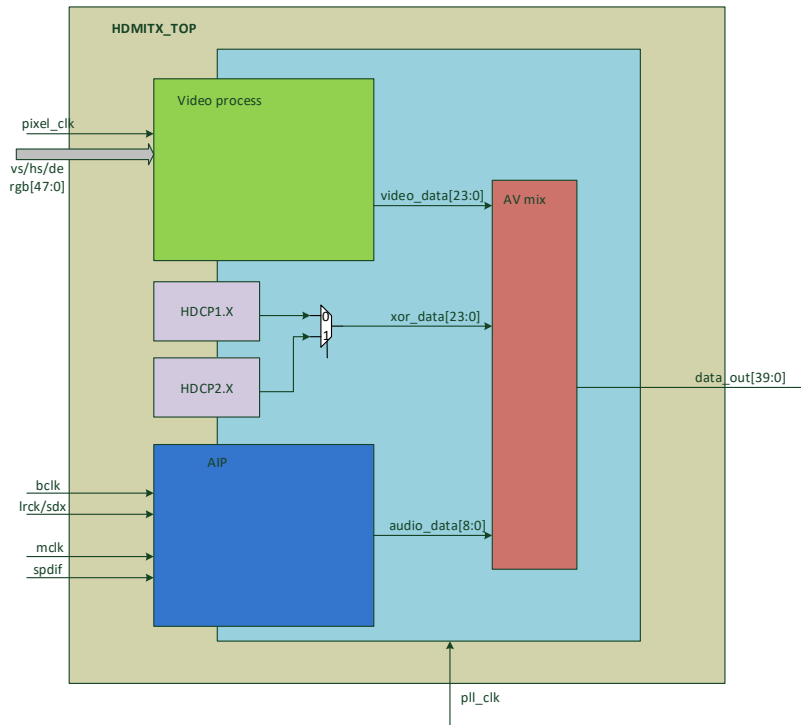 HDMITX_TOP
Video process
pixel_clk
vs/hs/de
rgb[47:0]
video_data[23:0]
AV mix
HDCP1.X
0
1
xor_data[23:0]
HDCP2.X
data_out[39:0]
AIP
bclk
lrck/sdx
audio_data[8:0]
mclk
spdif
pll_clk